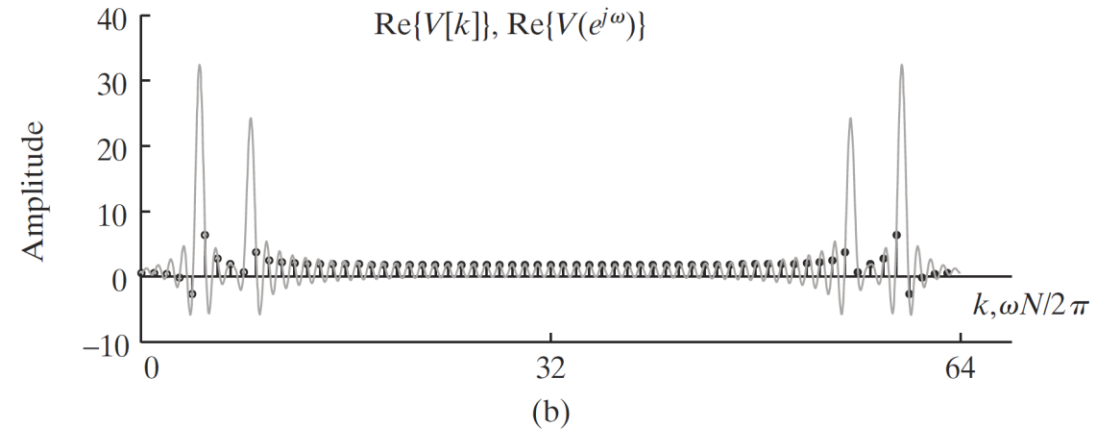 Re{V[k]}, Re{V(e^{jω})}
40
30
20
10
0
–10
Amplitude
0
32
64
k, ωN/2π
(b)